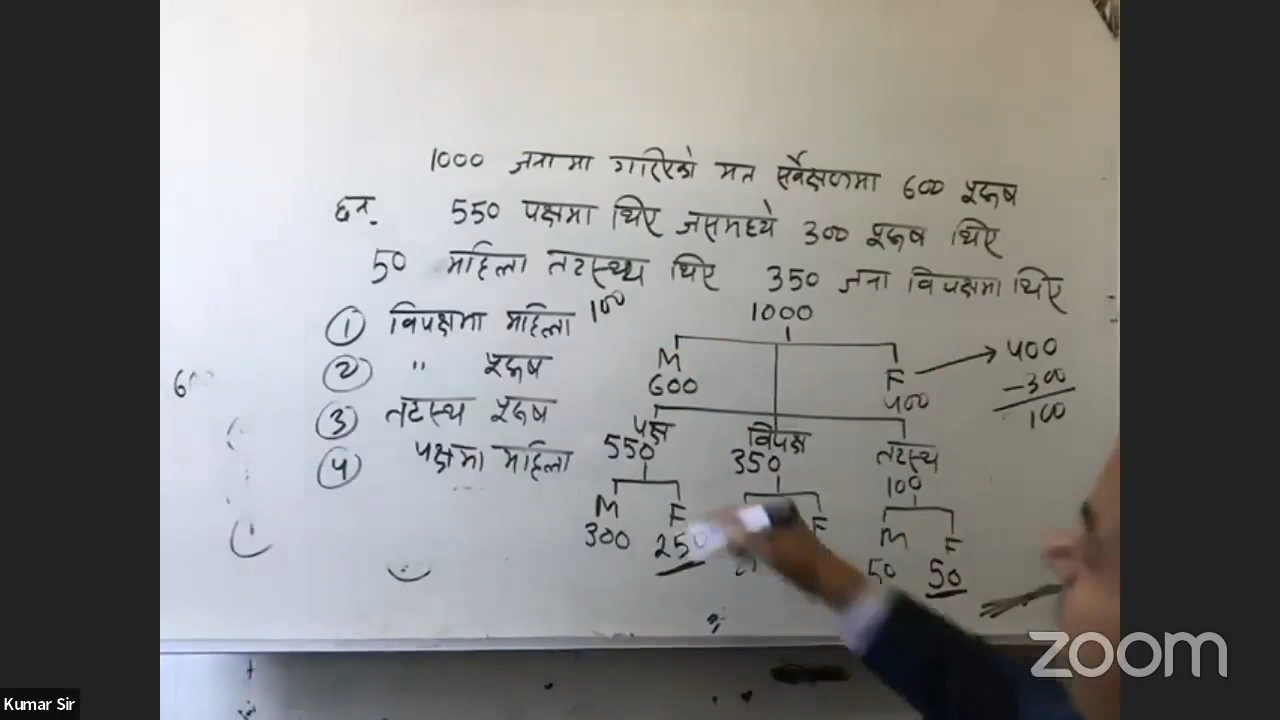 1000 जनामा गरिएको मत सर्वेक्षणमा 600 पुरुष
छन्. 550 पक्षमा थिए जसमध्ये 300 पुरुष थिए
50 महिला तटस्थ थिए 350 जना विपक्षमा थिए
① विपक्षमा महिला 100
② " पुरुष
③ तटस्थ पुरुष
④ पक्षमा महिला
1000
M F
600 400
400
-300
100
पक्ष विपक्ष तटस्थ
550 350 100
M F F M F
300 250 50 50
zoom
Kumar Sir